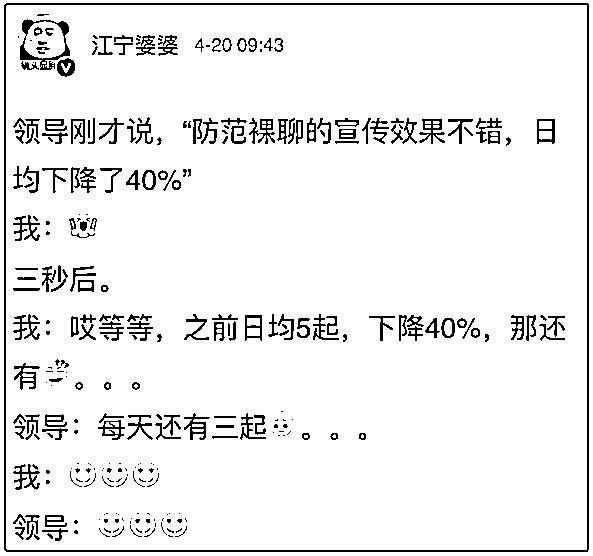 江宁婆婆 4-20 09:43
领导刚才说，“防范裸聊的宣传效果不错，日
均下降了40%”
我：
三秒后。
我：哎等等，之前日均5起，下降40%，那还
有。。。
领导：每天还有三起。。。
我：
领导：